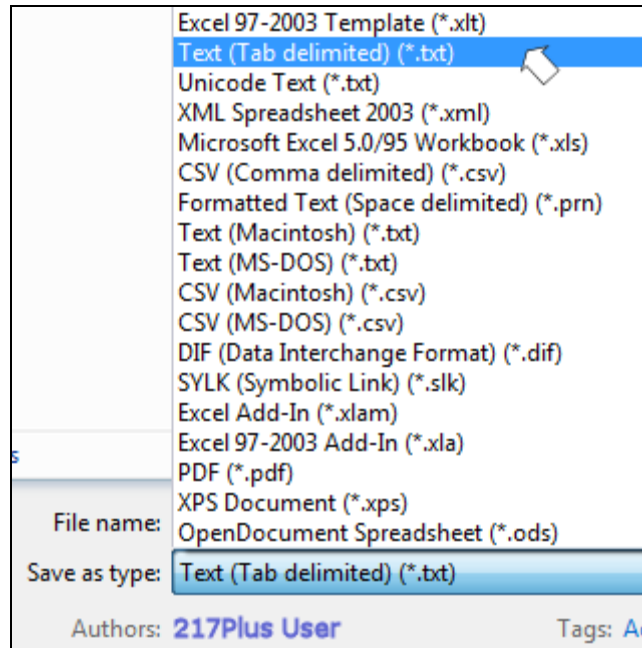 Excel 97-2003 Template (*.xlt)
Text (Tab delimited) (*.txt)
Unicode Text (*.txt)
XML Spreadsheet 2003 (*.xml)
Microsoft Excel 5.0/95 Workbook (*.xls)
CSV (Comma delimited) (*.csv)
Formatted Text (Space delimited) (*.prn)
Text (Macintosh) (*.txt)
Text (MS-DOS) (*.txt)
CSV (Macintosh) (*.csv)
CSV (MS-DOS) (*.csv)
DIF (Data Interchange Format) (*.dif)
SYLK (Symbolic Link) (*.slk)
Excel Add-In (*.xlam)
Excel 97-2003 Add-In (*.xla)
PDF (*.pdf)
XPS Document (*.xps)
OpenDocument Spreadsheet (*.ods)
File name:
Save as type: Text (Tab delimited) (*.txt)
Authors: 217Plus User Tags: